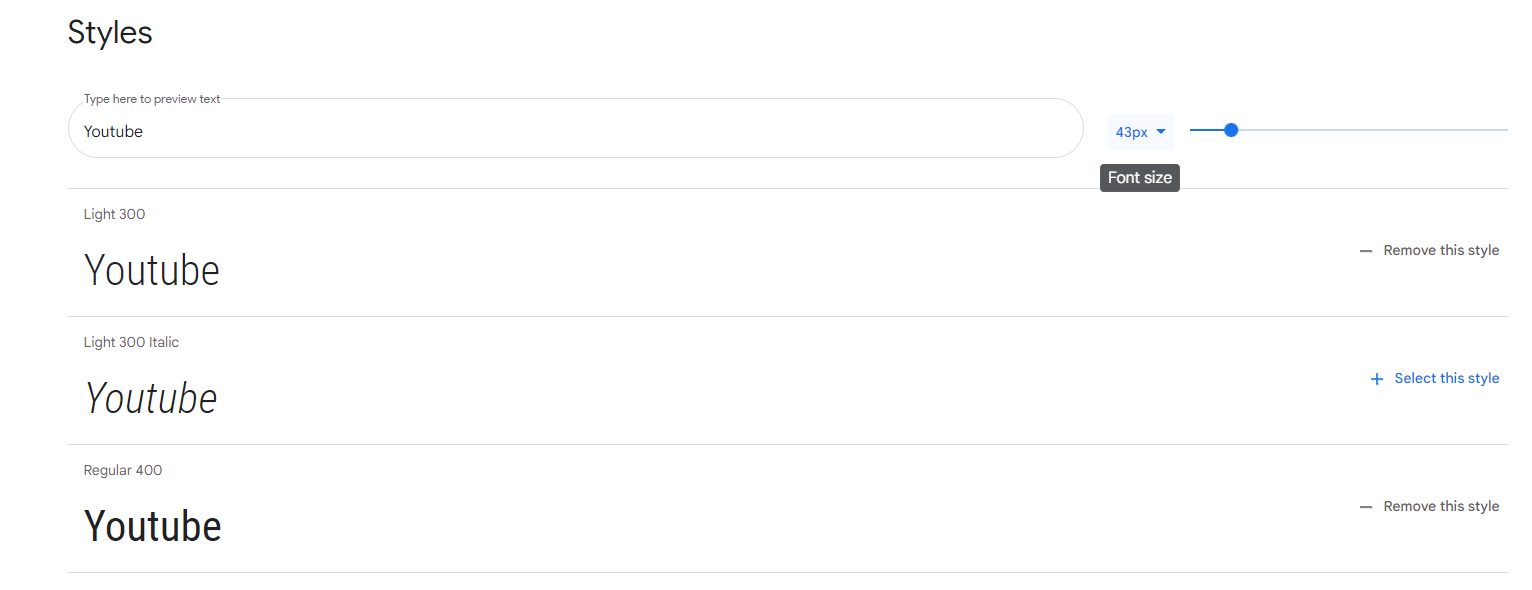 Styles
Type here to preview text
Youtube
43px
Font size
Light 300
Youtube
Remove this style
Light 300 Italic
Youtube
Select this style
Regular 400
Youtube
Remove this style